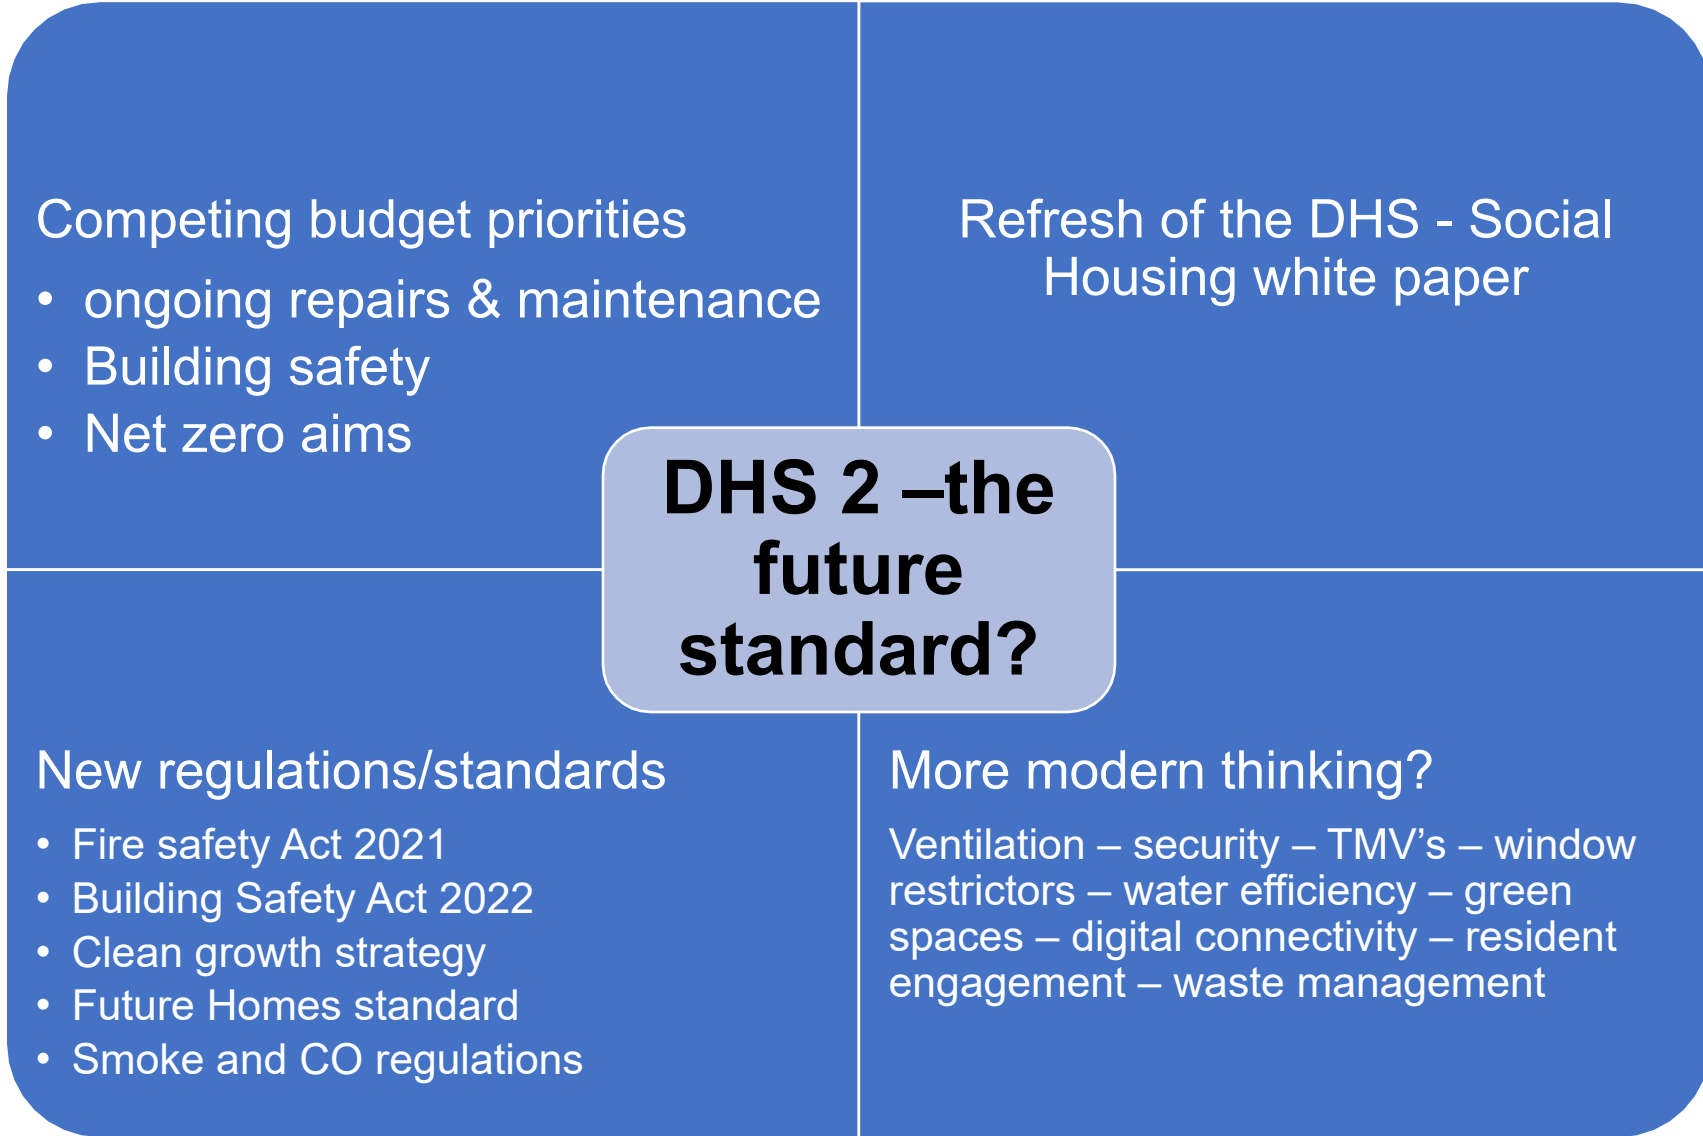 Competing budget priorities
• ongoing repairs & maintenance
• Building safety
• Net zero aims
Refresh of the DHS - Social
Housing white paper
DHS 2 –the
future
standard?
New regulations/standards
• Fire safety Act 2021
• Building Safety Act 2022
• Clean growth strategy
• Future Homes standard
• Smoke and CO regulations
More modern thinking?
Ventilation – security – TMV’s – window
restrictors – water efficiency – green
spaces – digital connectivity – resident
engagement – waste management